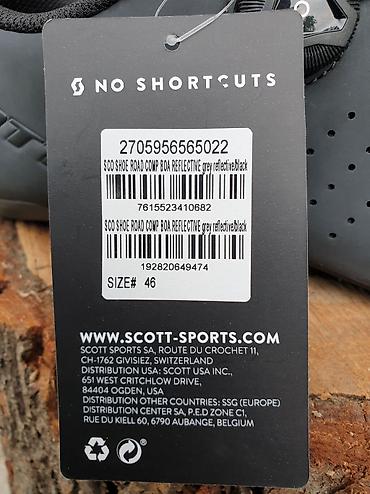 NO SHORTCUTS
2705956565022
SCO SHOE ROAD COMP BOA REFLECTIVE grey reflective/black
7615523410682
SCO SHOE ROAD COMP BOA REFLECTIVE grey reflective/black
192820649474
SIZE# 46
WWW.SCOTT-SPORTS.COM
SCOTT SPORTS SA, ROUTE DU CROCHET 11,
CH-1762 GIVISIEZ, SWITZERLAND
DISTRIBUTION USA: SCOTT USA INC.,
651 WEST CRITCHLOW DRIVE,
84404 OGDEN, USA
DISTRIBUTION OTHER COUNTRIES: SSG (EUROPE)
DISTRIBUTION CENTER SA, P.E.D ZONE C1,
RUE DU KIELL 60, 6790 AUBANGE, BELGIUM